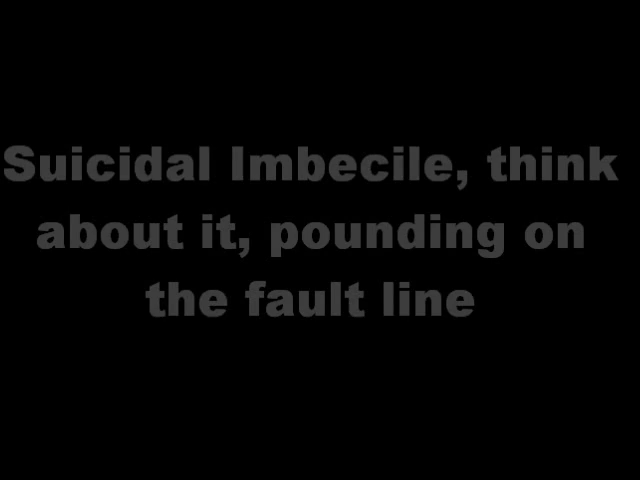 Suicidal Imbecile, think
about it, pounding on
the fault line